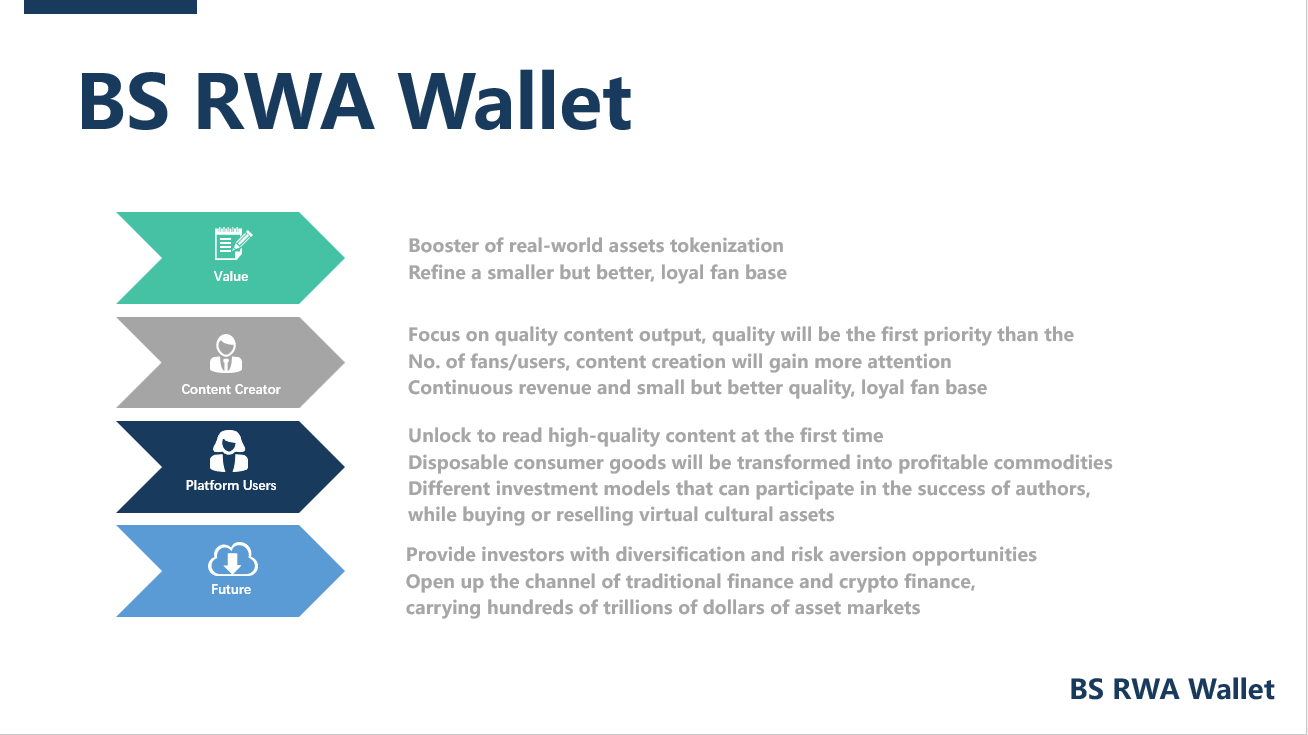 BS RWA Wallet
Value
Booster of real-world assets tokenization
Refine a smaller but better, loyal fan base
Content Creator
Focus on quality content output, quality will be the first priority than the
No. of fans/users, content creation will gain more attention
Continuous revenue and small but better quality, loyal fan base
Platform Users
Unlock to read high-quality content at the first time
Disposable consumer goods will be transformed into profitable commodities
Different investment models that can participate in the success of authors,
while buying or reselling virtual cultural assets
Future
Provide investors with diversification and risk aversion opportunities
Open up the channel of traditional finance and crypto finance,
carrying hundreds of trillions of dollars of asset markets
BS RWA Wallet